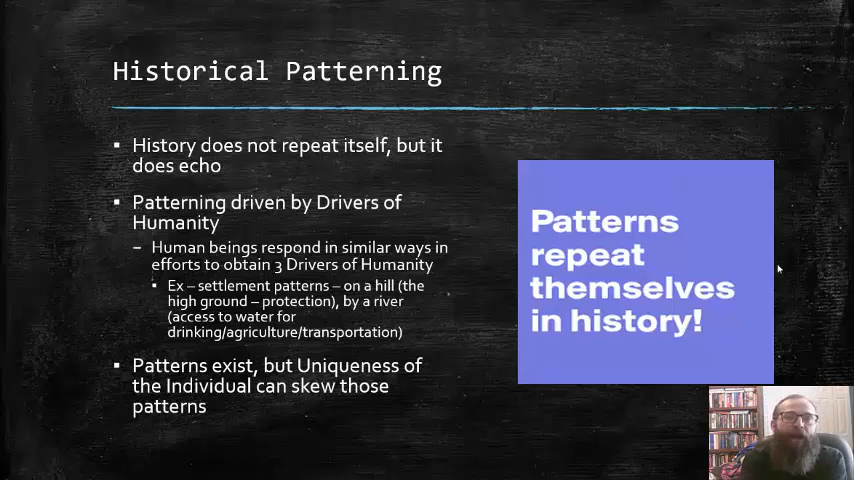 Historical Patterning
▪ History does not repeat itself, but it
does echo
▪ Patterning driven by Drivers of
Humanity
– Human beings respond in similar ways in
efforts to obtain 3 Drivers of Humanity
▪ Ex – settlement patterns – on a hill (the
high ground – protection), by a river
(access to water for
drinking/agriculture/transportation)
▪ Patterns exist, but Uniqueness of
the Individual can skew those
patterns
Patterns
repeat
themselves
in history!